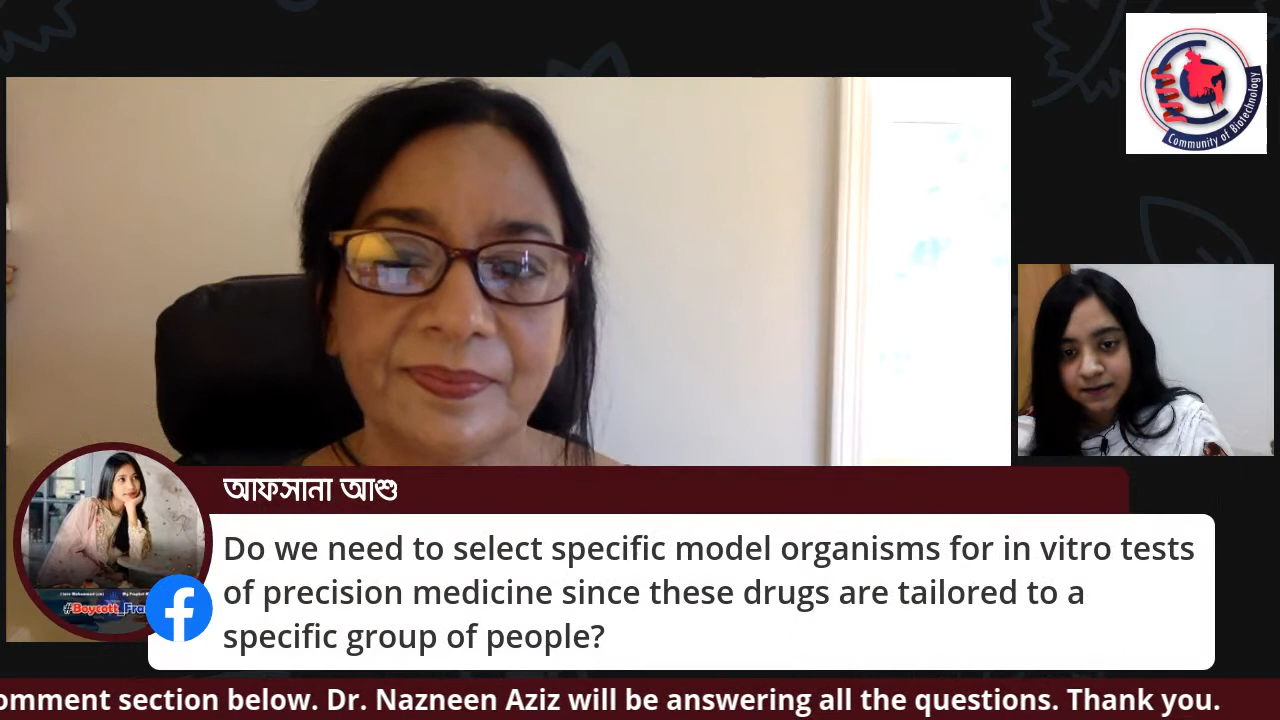 Community of Biotechnology
আফসানা আশু
Do we need to select specific model organisms for in vitro tests
of precision medicine since these drugs are tailored to a
specific group of people?
#Boycott_Fra
omment section below. Dr. Nazneen Aziz will be answering all the questions. Thank you.